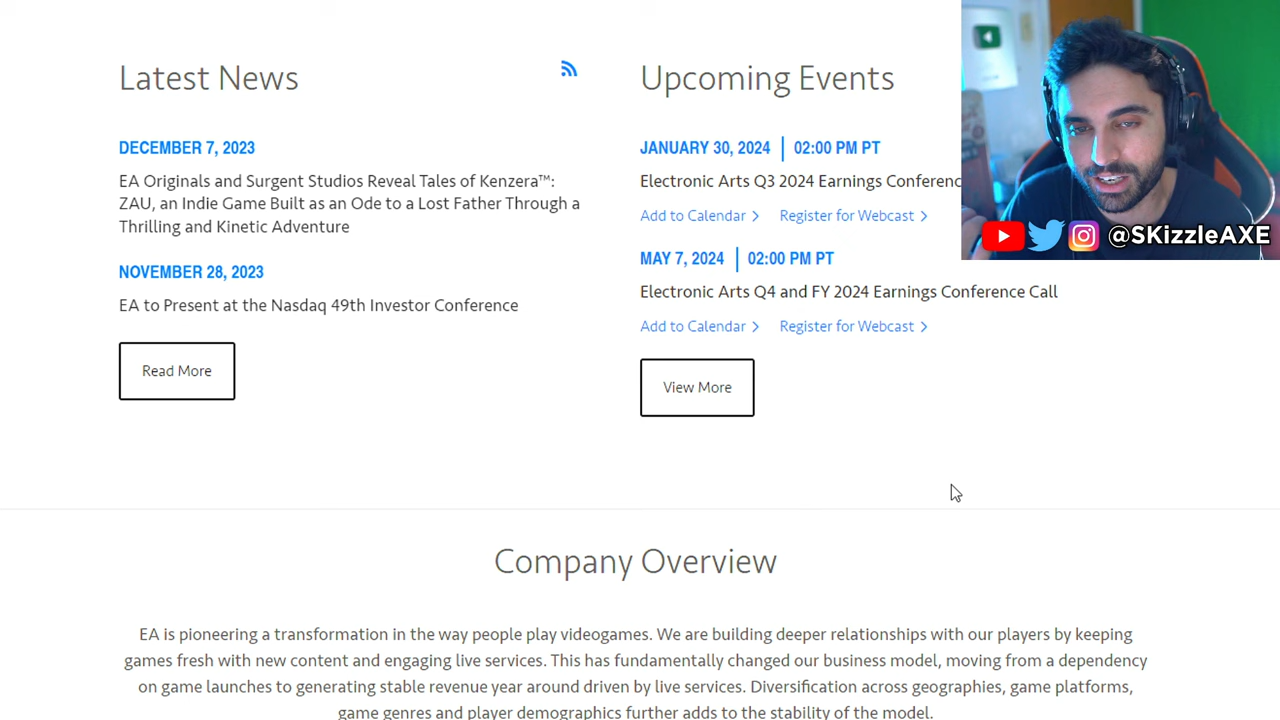 Latest News
DECEMBER 7, 2023
EA Originals and Surgent Studios Reveal Tales of Kenzera™:
ZAU, an Indie Game Built as an Ode to a Lost Father Through a
Thrilling and Kinetic Adventure
NOVEMBER 28, 2023
EA to Present at the Nasdaq 49th Investor Conference
Read More
Upcoming Events
JANUARY 30, 2024 | 02:00 PM PT
Electronic Arts Q3 2024 Earnings Conferenc
Add to Calendar > Register for Webcast >
MAY 7, 2024 | 02:00 PM PT
Electronic Arts Q4 and FY 2024 Earnings Conference Call
Add to Calendar > Register for Webcast >
View More
@SKizzleAXE
Company Overview
EA is pioneering a transformation in the way people play videogames. We are building deeper relationships with our players by keeping
games fresh with new content and engaging live services. This has fundamentally changed our business model, moving from a dependency
on game launches to generating stable revenue year around driven by live services. Diversification across geographies, game platforms,
game genres and player demographics further adds to the stability of the model.